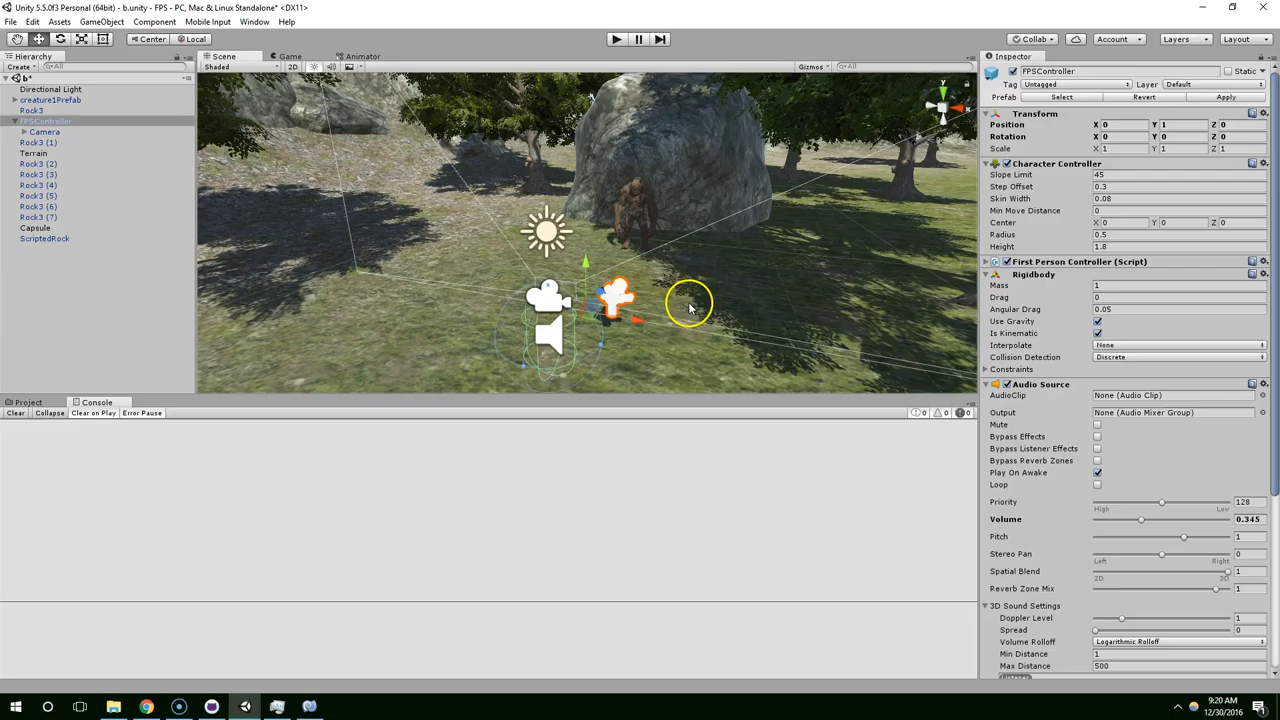 Unity 5.5.0f3 Personal (64bit) - b.unity - FPS - PC, Mac & Linux Standalone* <DX11>
File Edit Assets GameObject Component Mobile Input Window Help
Center Local Collab Account Layers Layout
Hierarchy
Create All
b*
Directional Light
creature1Prefab
Rock3
FPSController
Camera
Rock3 (1)
Terrain
Rock3 (2)
Rock3 (3)
Rock3 (4)
Rock3 (5)
Rock3 (6)
Rock3 (7)
Capsule
ScriptedRock
Scene Game Animator
Shaded 2D Gizmos All
y
x
Project Console
Clear Collapse Clear on Play Error Pause 0 0 0
Inspector
FPSController Static
Tag Untagged Layer Default
Prefab Select Revert Apply
Transform
Position X 0 Y 1 Z 0
Rotation X 0 Y 0 Z 0
Scale X 1 Y 1 Z 1
Character Controller
Slope Limit 45
Step Offset 0.3
Skin Width 0.08
Min Move Distance 0
Center X 0 Y 0 Z 0
Radius 0.5
Height 1.8
First Person Controller (Script)
Rigidbody
Mass 1
Drag 0
Angular Drag 0.05
Use Gravity
Is Kinematic
Interpolate None
Collision Detection Discrete
Constraints
Audio Source
AudioClip None (Audio Clip)
Output None (Audio Mixer Group)
Mute
Bypass Effects
Bypass Listener Effects
Bypass Reverb Zones
Play On Awake
Loop
Priority 128
High Low
Volume 0.345
Pitch 1
Stereo Pan 0
Left Right
Spatial Blend 1
2D 3D
Reverb Zone Mix 1
3D Sound Settings
Doppler Level 1
Spread 0
Volume Rolloff Logarithmic Rolloff
Min Distance 1
Max Distance 500
Listener
9:20 AM
12/30/2016
1